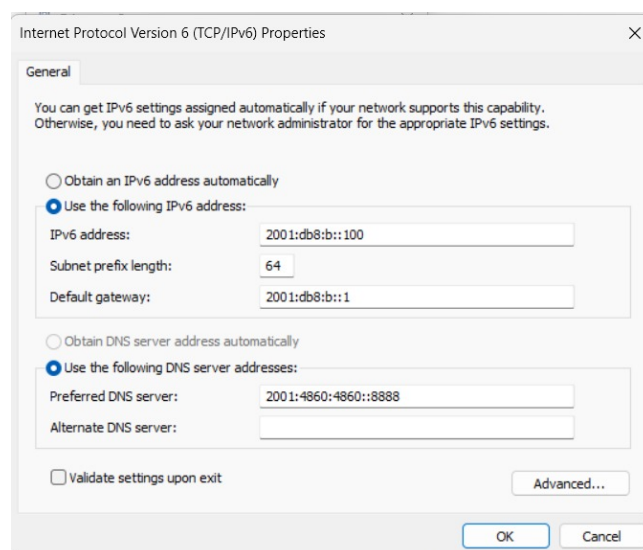 Internet Protocol Version 6 (TCP/IPv6) Properties
General
You can get IPv6 settings assigned automatically if your network supports this capability.
Otherwise, you need to ask your network administrator for the appropriate IPv6 settings.
Obtain an IPv6 address automatically
Use the following IPv6 address:
IPv6 address: 2001:db8:b::100
Subnet prefix length: 64
Default gateway: 2001:db8:b::1
Obtain DNS server address automatically
Use the following DNS server addresses:
Preferred DNS server: 2001:4860:4860::8888
Alternate DNS server:
Validate settings upon exit
Advanced...
OK Cancel